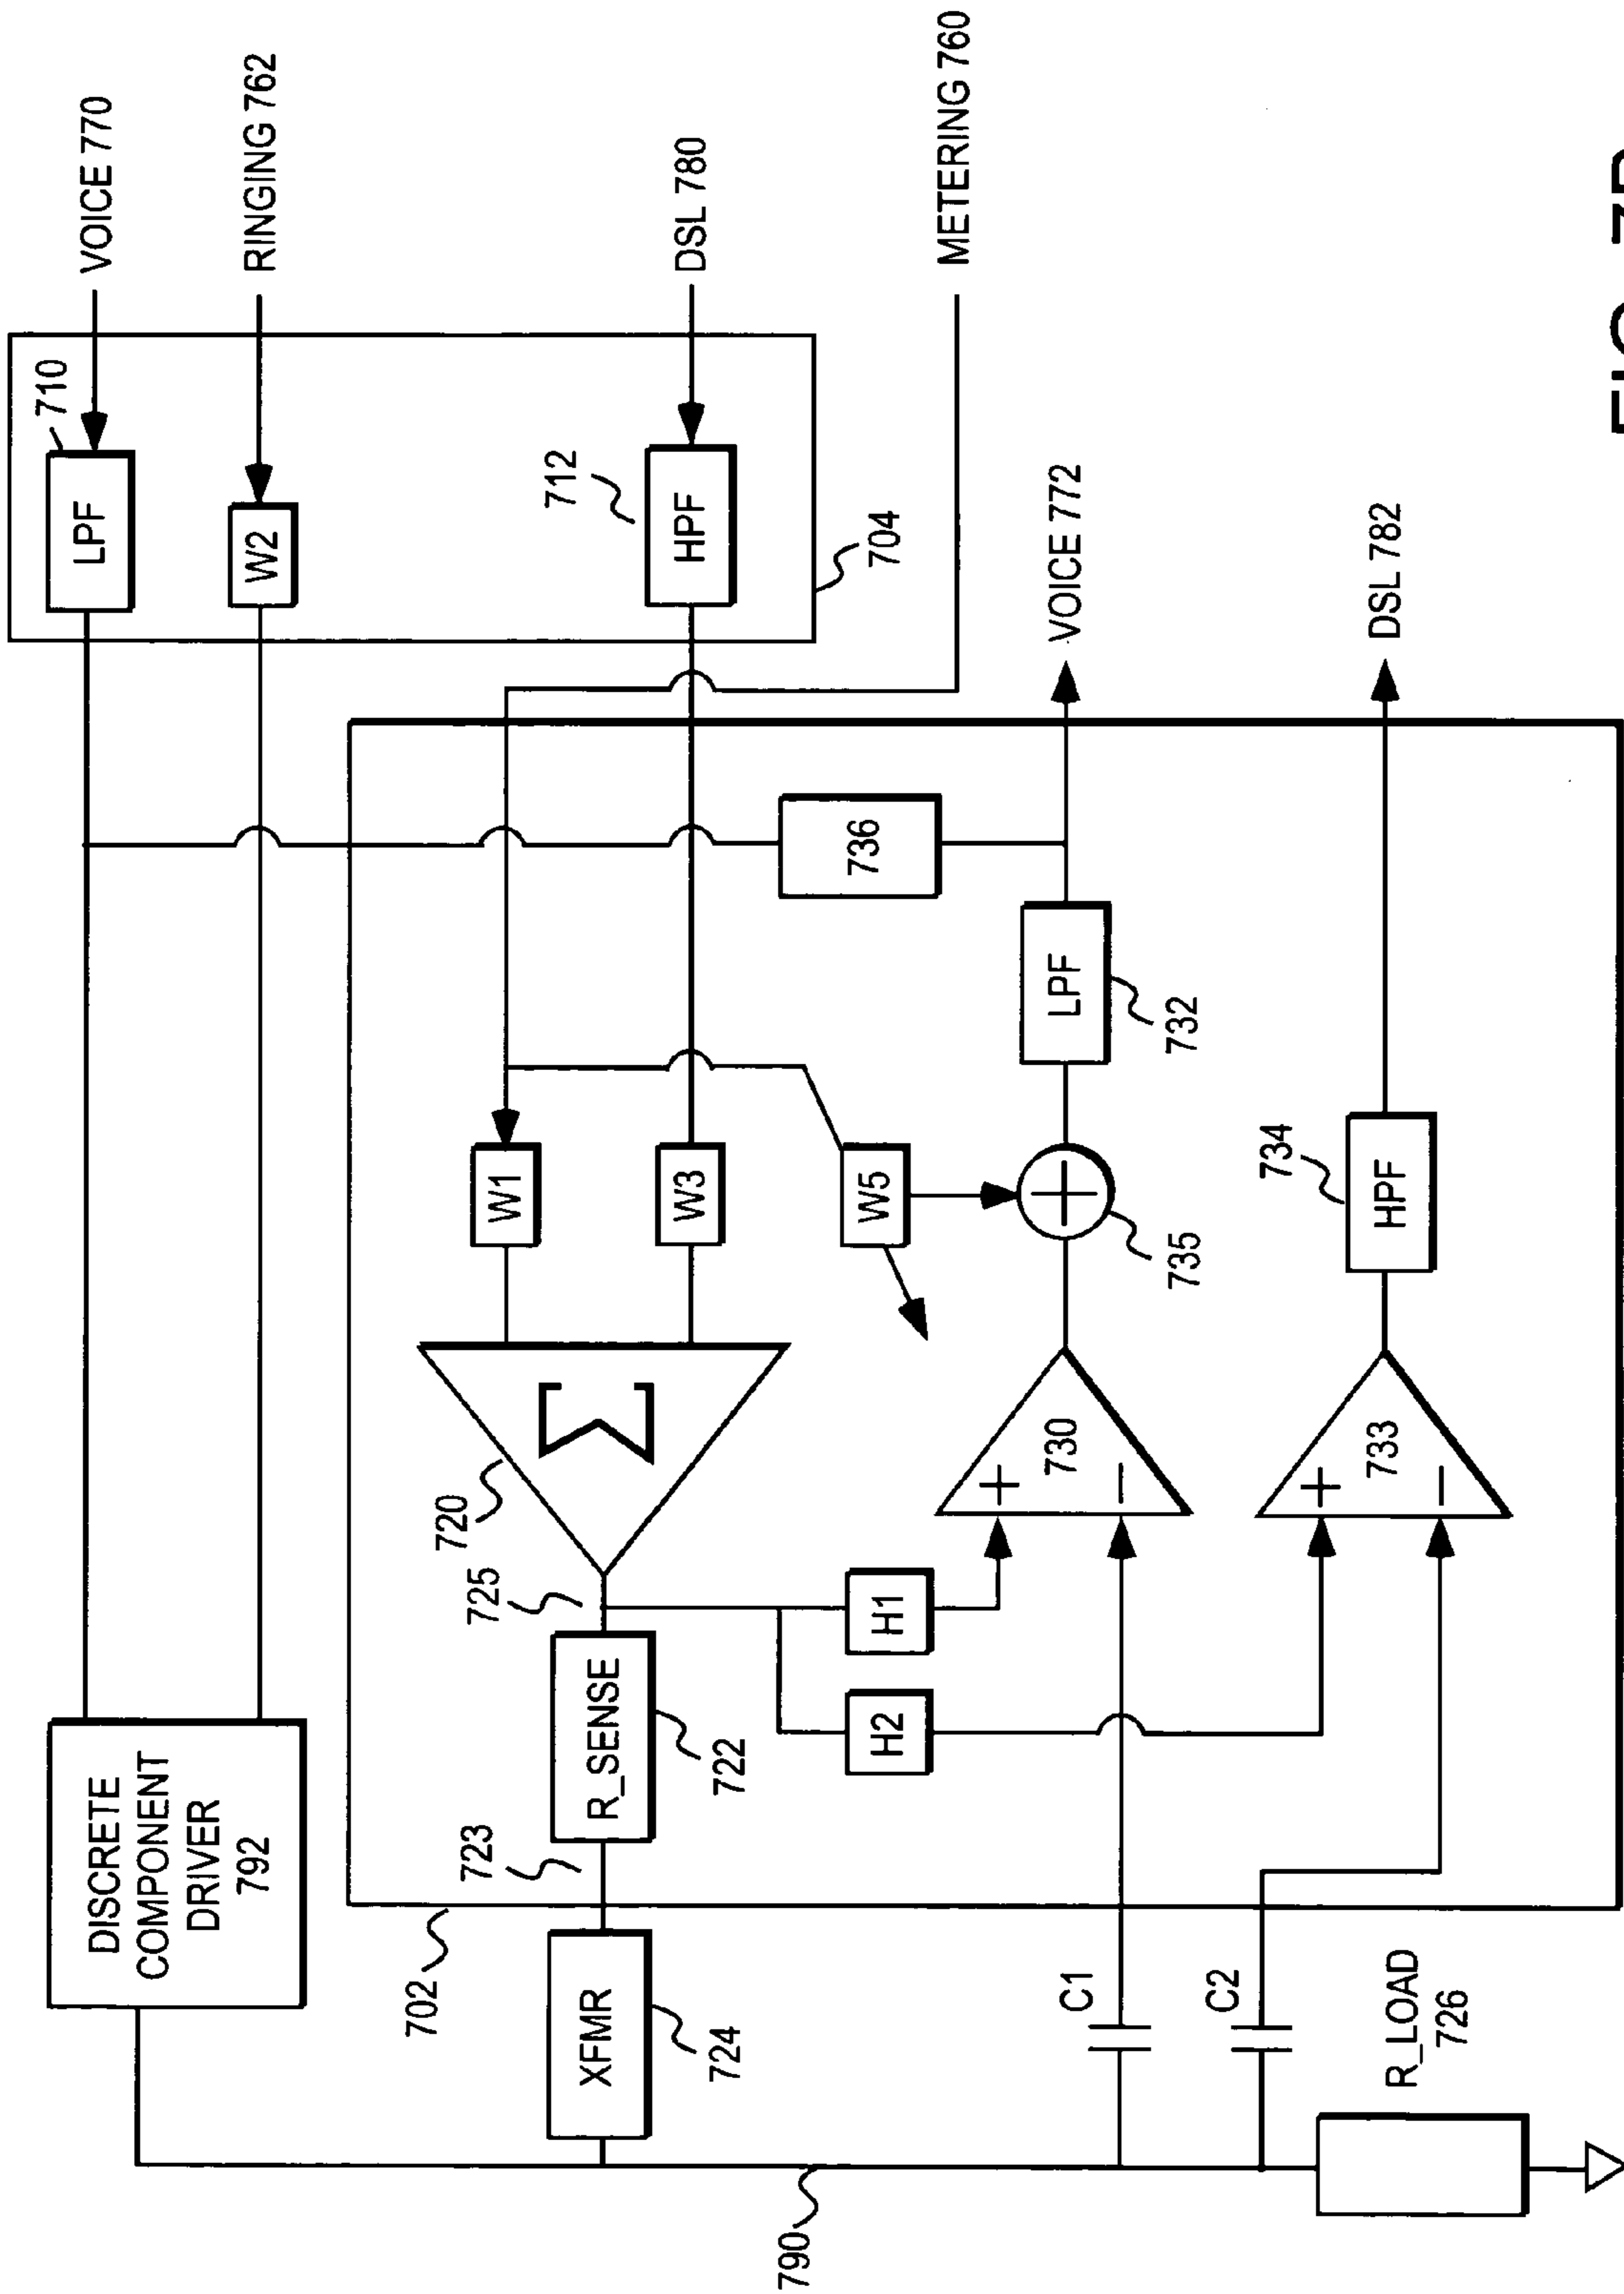 VOICE 770
RINGING 762
DSL 780
METERING 760
710
LPF
W2
712
HPF
704
DISCRETE
COMPONENT
DRIVER
792
702
736
VOICE 772
DSL 782
W1
W3
W5
LPF
732
735
734
HPF
720
Σ
725
R_SENSE
722
723
XFMR
724
H1
H2
+
730
−
+
733
−
+
C1
C2
R_LOAD
726
790